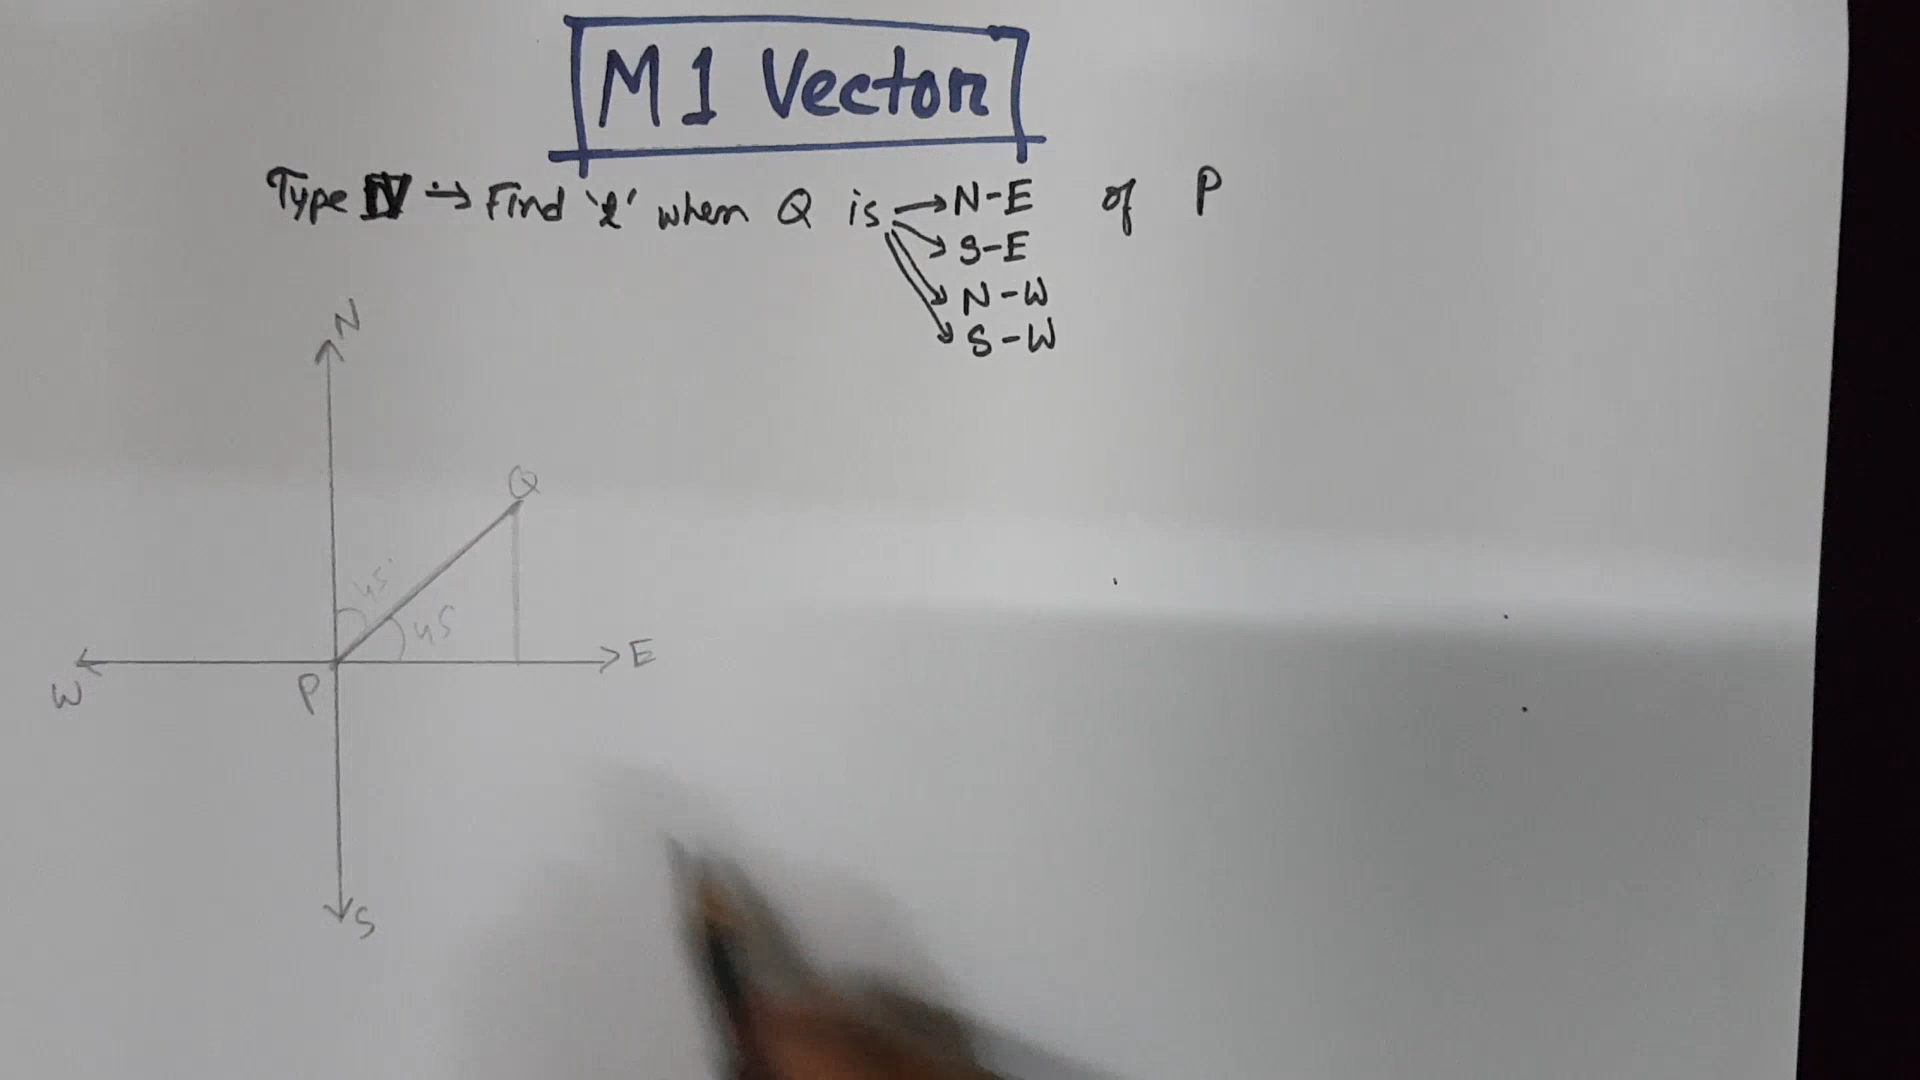 M1 Vector
Type IV → Find 't' when Q is → N-E of P
S-E
N-W
S-W
N
Q
45°
45
E
W
P
S